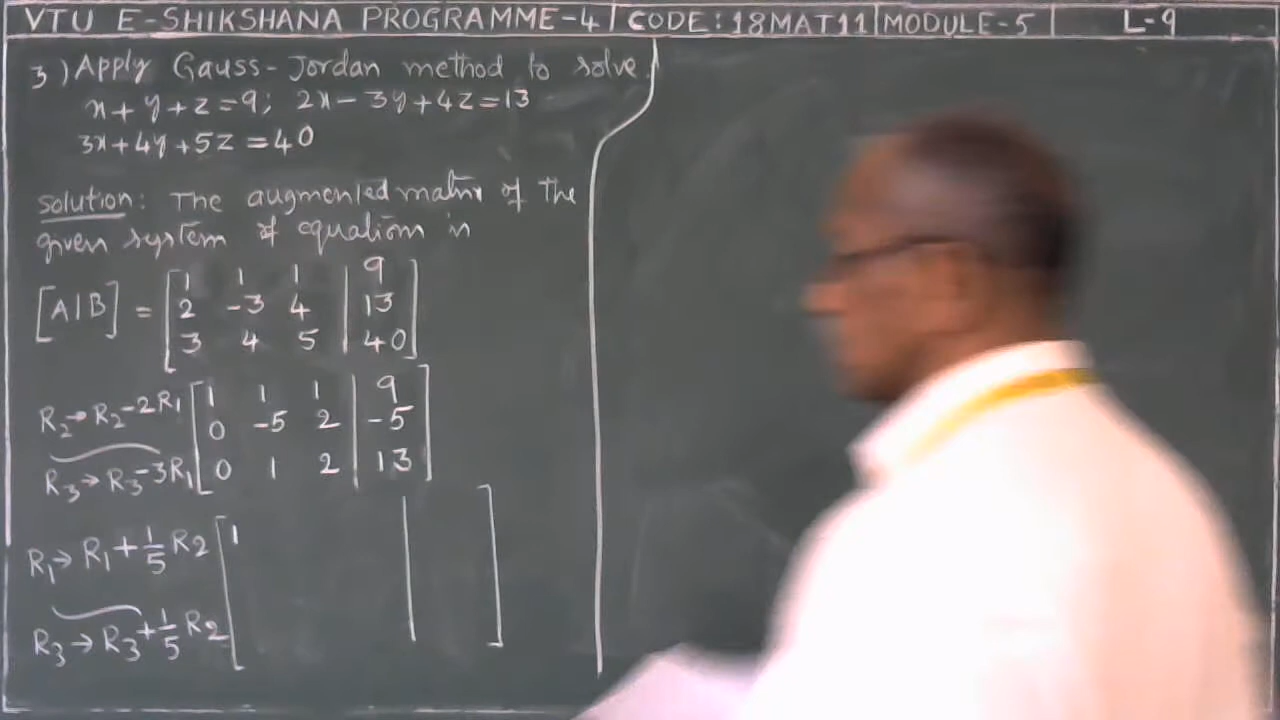 VTU E-SHIKSHANA PROGRAMME-4 | CODE: 18MAT11 | MODULE-5 | L-9
3) Apply Gauss-Jordan method to solve.
x+y+z=9; 2x-3y+4z=13
3x+4y+5z=40
solution: The augmented matrix of the
given system of equation is
[A|B] = [1 1 1 | 9
2 -3 4 | 13
3 4 5 | 40]
R2→R2-2R1 [1 1 1 | 9
0 -5 2 | -5
R3→R3-3R1 0 1 2 | 13]
R1→R1+1/5 R2 [1 | ]
R3→R3+1/5 R2